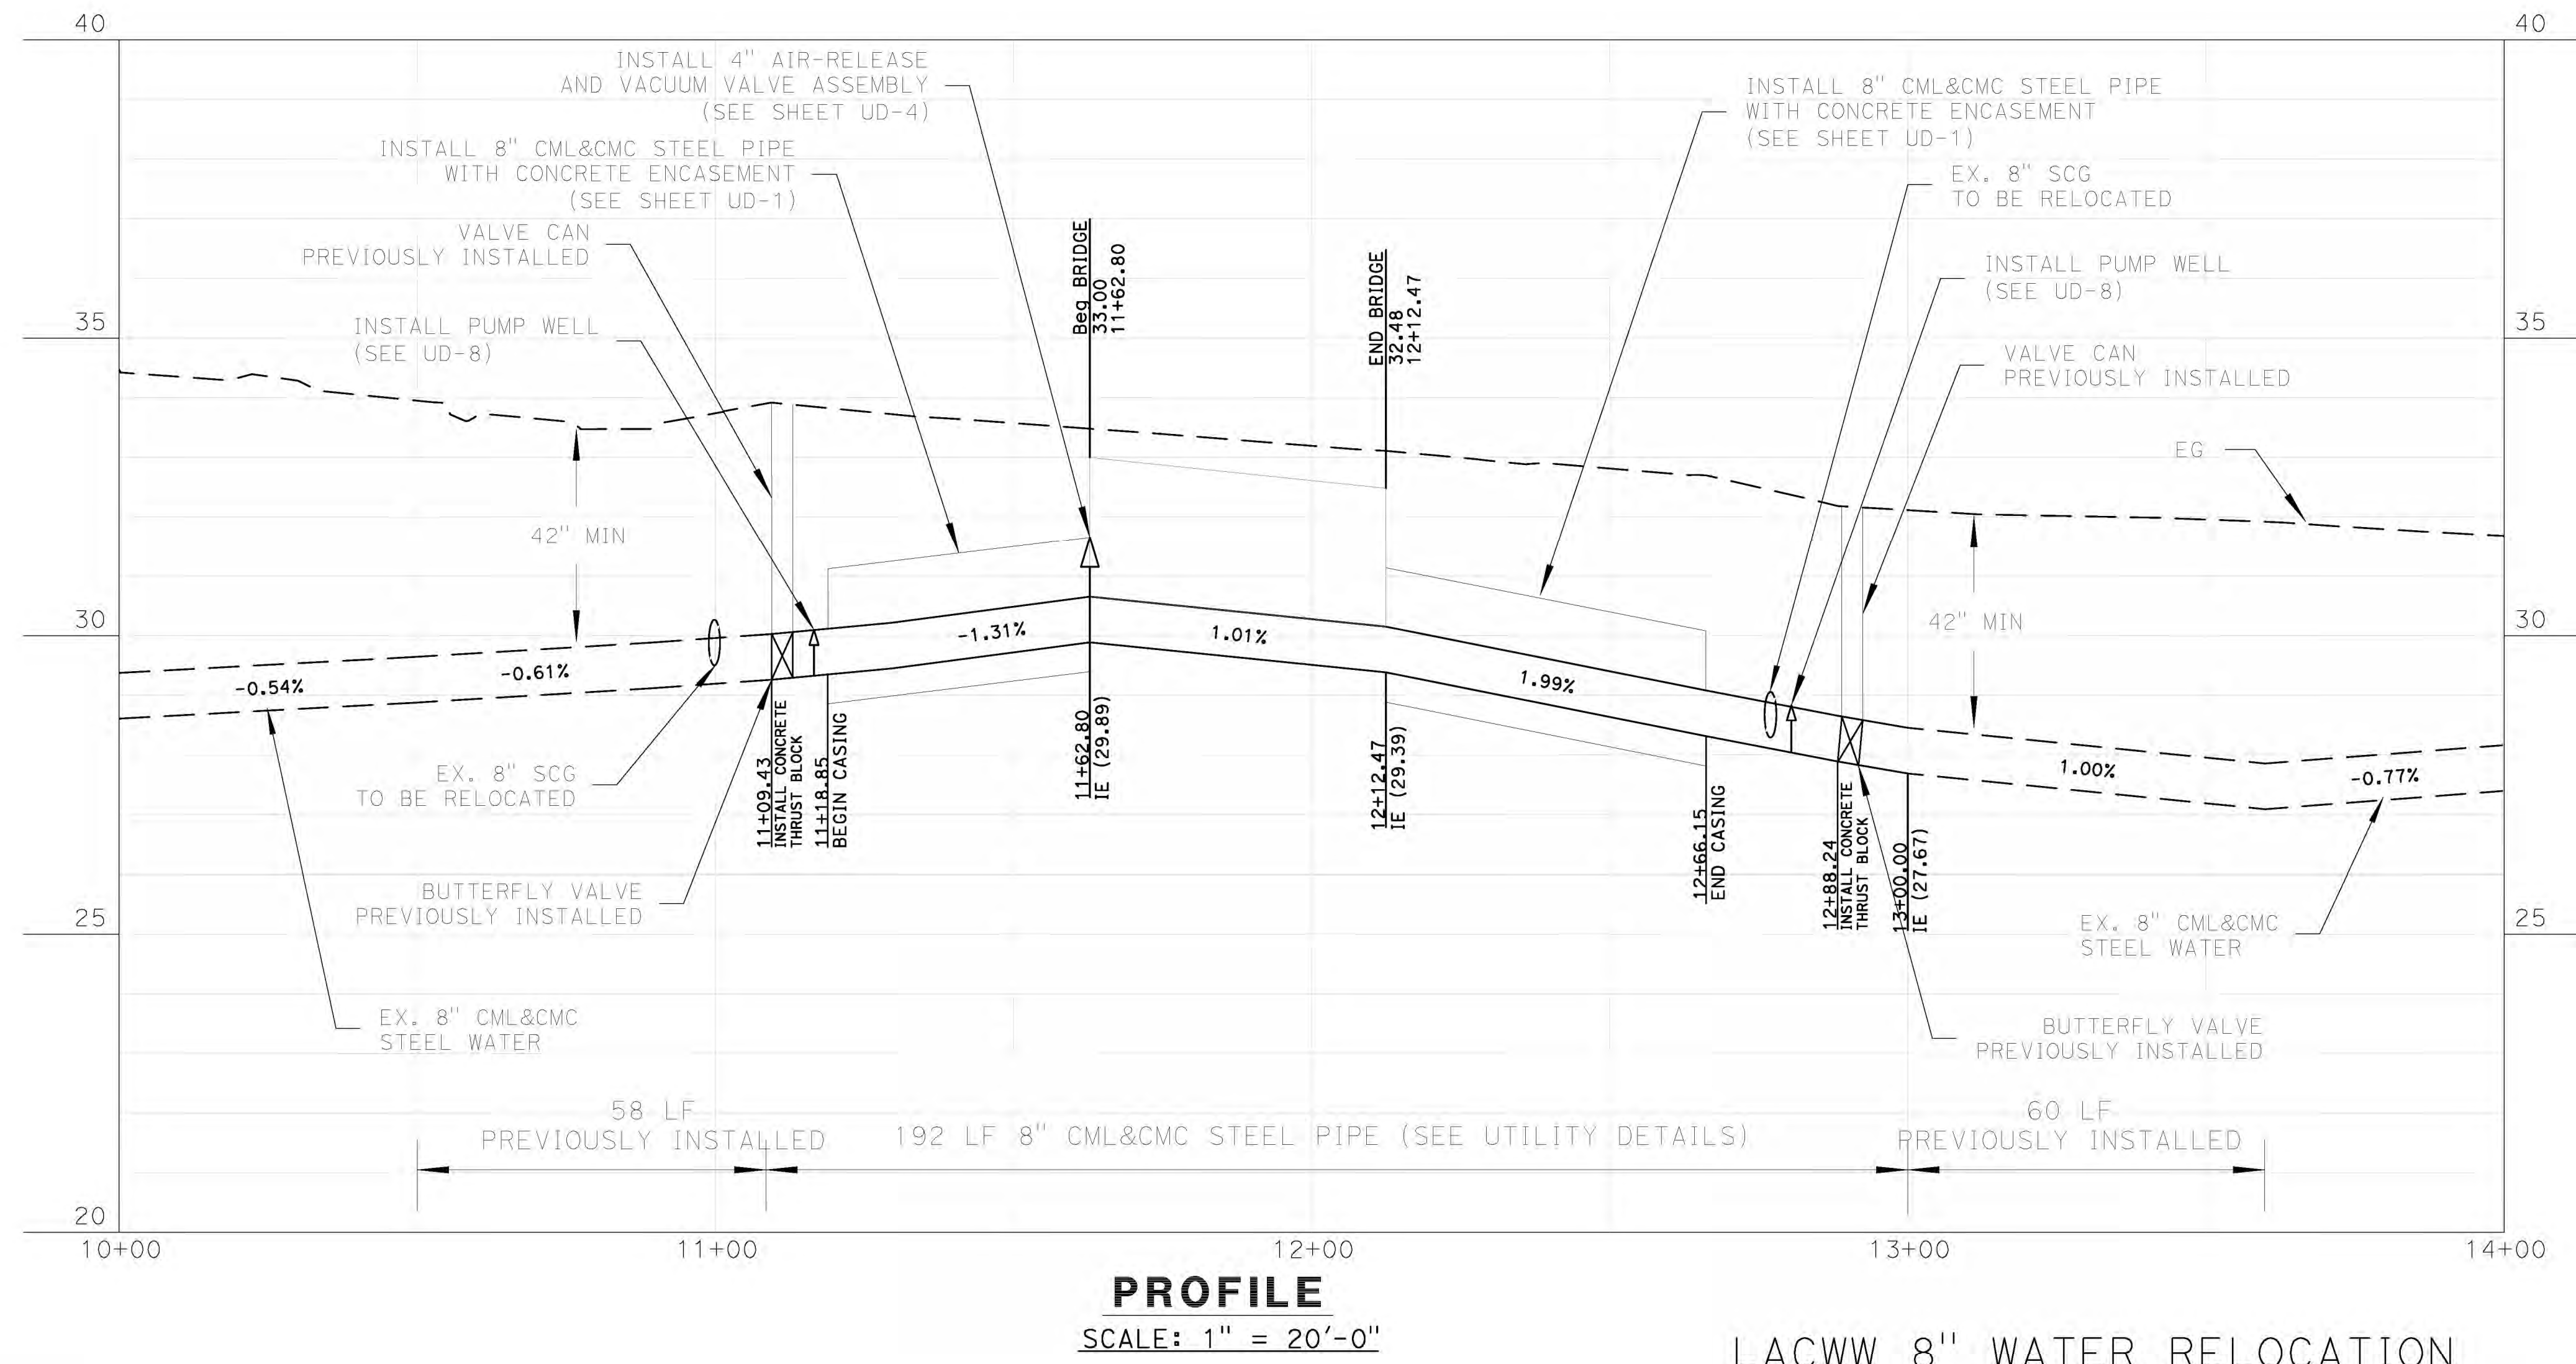 40
40
INSTALL 4" AIR-RELEASE
AND VACUUM VALVE ASSEMBLY
(SEE SHEET UD-4)
INSTALL 8" CML&CMC STEEL PIPE
WITH CONCRETE ENCASEMENT
(SEE SHEET UD-1)
VALVE CAN
PREVIOUSLY INSTALLED
INSTALL PUMP WELL
(SEE UD-8)
Beg BRIDGE
33.00
11+62.80
END BRIDGE
32.48
12+12.47
INSTALL 8" CML&CMC STEEL PIPE
WITH CONCRETE ENCASEMENT
(SEE SHEET UD-1)
EX. 8" SCG
TO BE RELOCATED
INSTALL PUMP WELL
(SEE UD-8)
VALVE CAN
PREVIOUSLY INSTALLED
35
35
EG
42" MIN
42" MIN
30
30
-0.54%
-0.61%
-1.31%
1.01%
1.99%
1.00%
-0.77%
EX. 8" SCG
TO BE RELOCATED
11+09.43
INSTALL CONCRETE
THRUST BLOCK
11+18.85
BEGIN CASING
11+62.80
IE (29.89)
12+12.47
IE (29.39)
12+66.15
END CASING
12+88.24
INSTALL CONCRETE
THRUST BLOCK
13+00.00
IE (27.67)
BUTTERFLY VALVE
PREVIOUSLY INSTALLED
25
25
EX. 8" CML&CMC
STEEL WATER
EX. 8" CML&CMC
STEEL WATER
BUTTERFLY VALVE
PREVIOUSLY INSTALLED
58 LF
PREVIOUSLY INSTALLED
192 LF 8" CML&CMC STEEL PIPE (SEE UTILITY DETAILS)
60 LF
PREVIOUSLY INSTALLED
20
20
10+00
11+00
12+00
13+00
14+00
PROFILE
SCALE: 1" = 20'-0"
LACWW 8" WATER RELOCATION